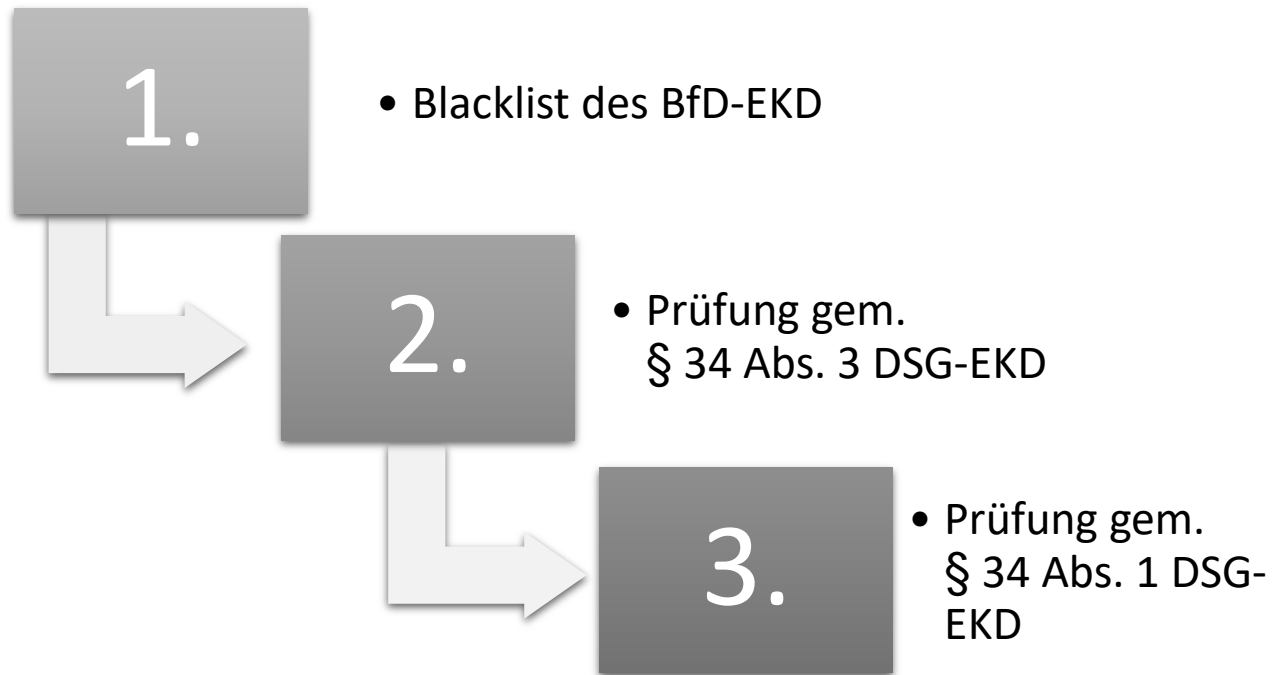 1.
• Blacklist des BfD-EKD
2.
• Prüfung gem.
§ 34 Abs. 3 DSG-EKD
3.
• Prüfung gem.
§ 34 Abs. 1 DSG-
EKD